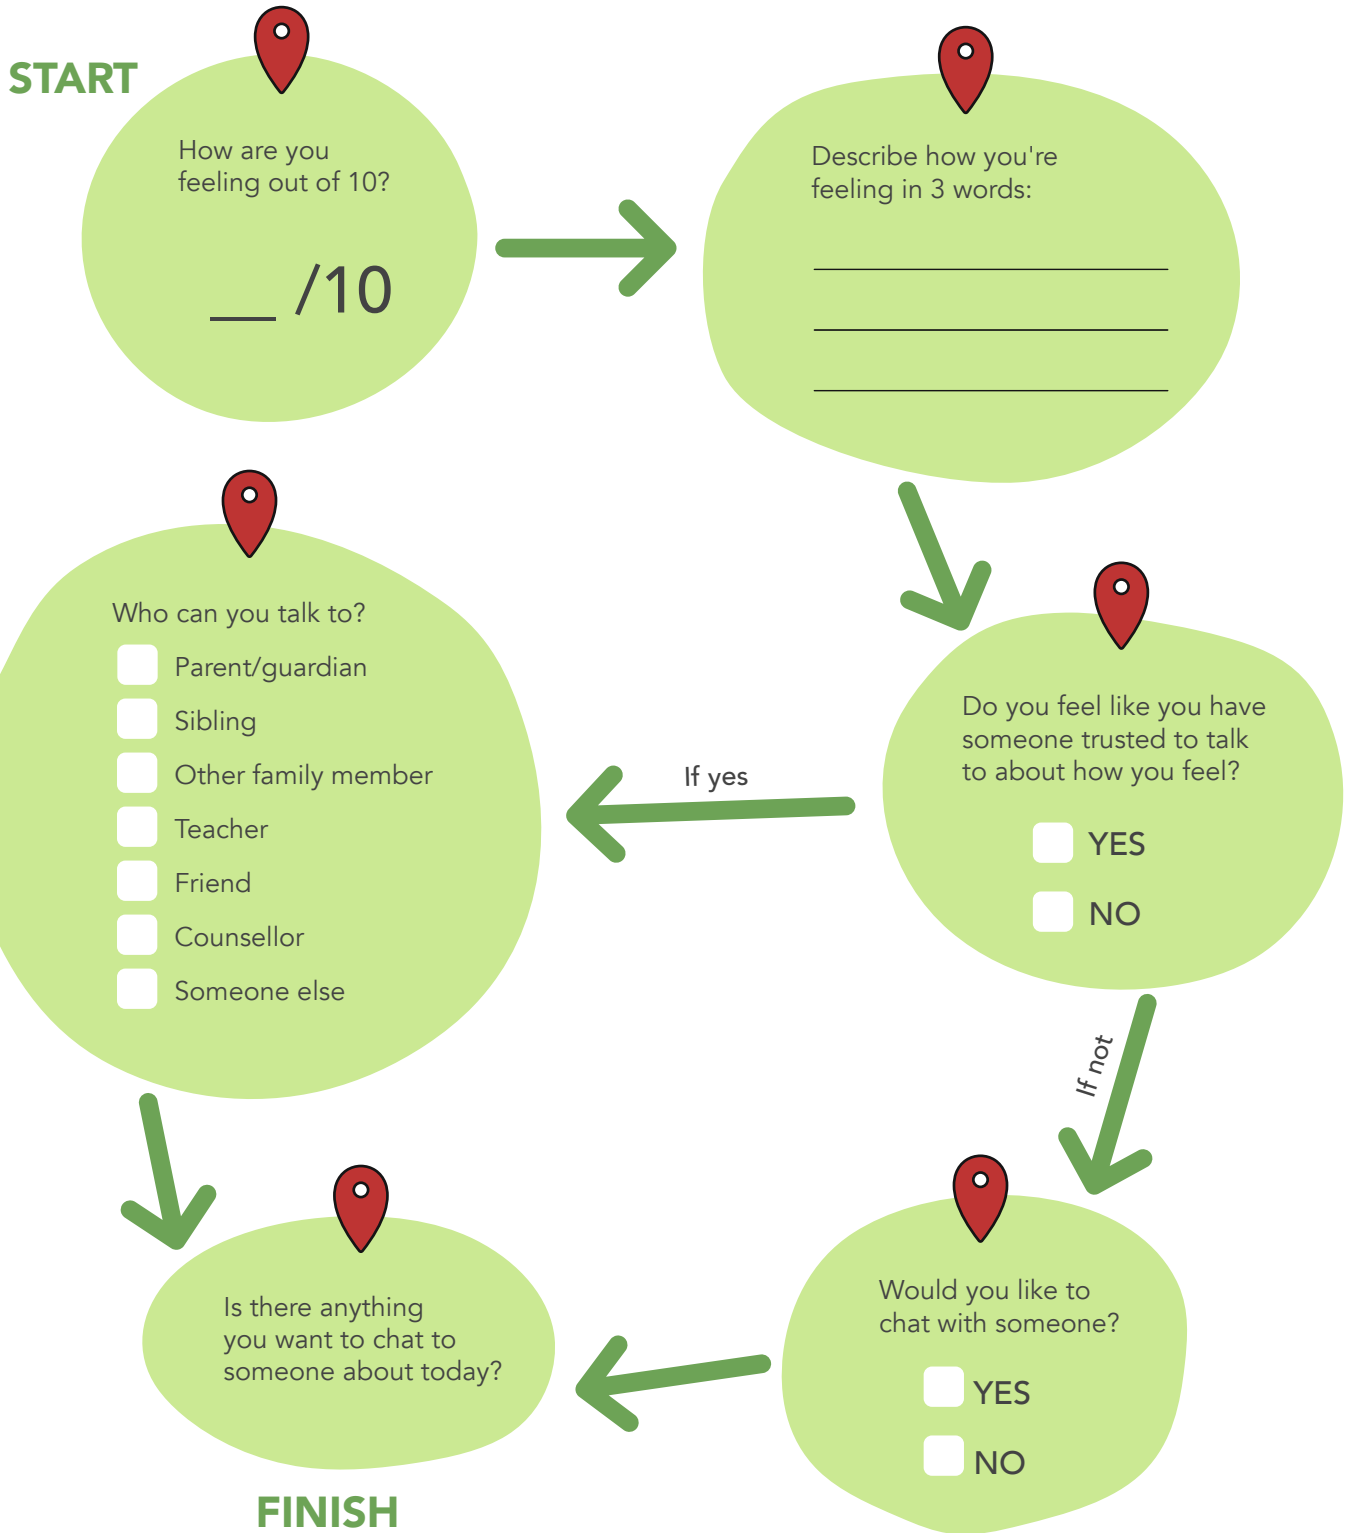 START
How are you
feeling out of 10?
__ /10
Describe how you're
feeling in 3 words:
Do you feel like you have
someone trusted to talk
to about how you feel?
YES
NO
If yes
Who can you talk to?
Parent/guardian
Sibling
Other family member
Teacher
Friend
Counsellor
Someone else
If not
Would you like to
chat with someone?
YES
NO
Is there anything
you want to chat to
someone about today?
FINISH